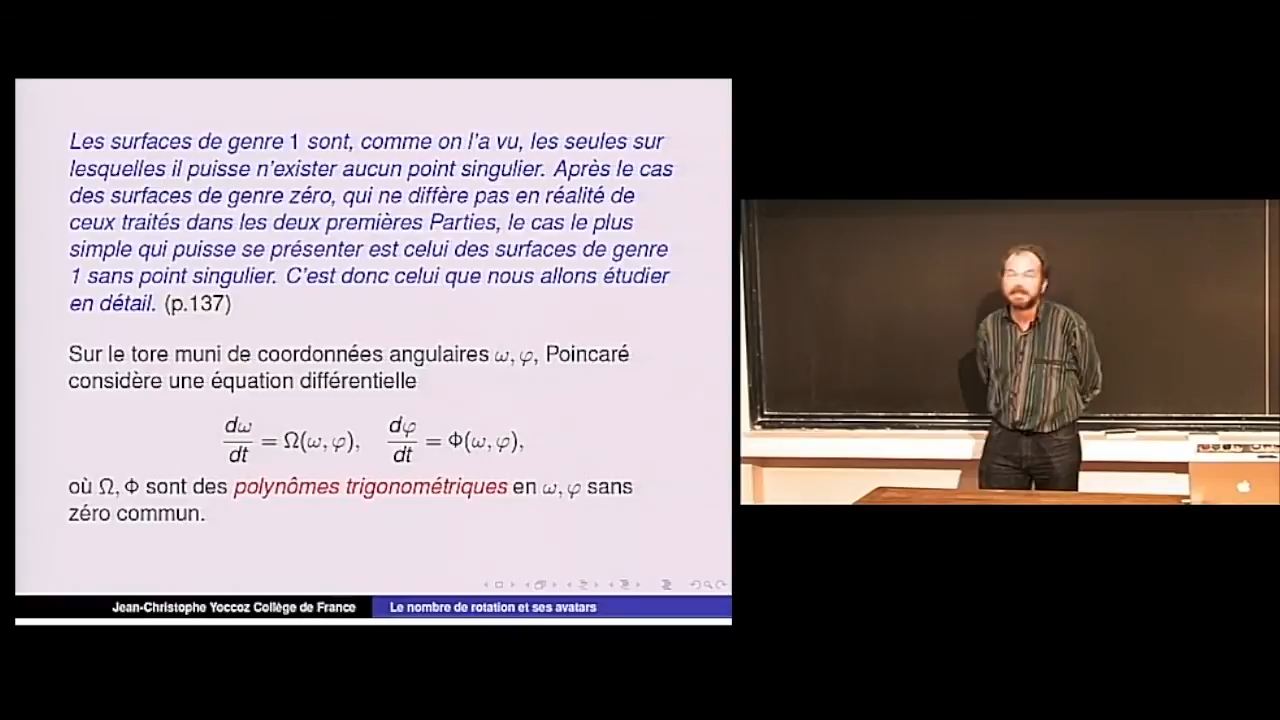 Les surfaces de genre 1 sont, comme on l'a vu, les seules sur
lesquelles il puisse n'exister aucun point singulier. Après le cas
des surfaces de genre zéro, qui ne diffère pas en réalité de
ceux traités dans les deux premières Parties, le cas le plus
simple qui puisse se présenter est celui des surfaces de genre
1 sans point singulier. C'est donc celui que nous allons étudier
en détail. (p.137)
Sur le tore muni de coordonnées angulaires ω, φ, Poincaré
considère une équation différentielle
dω/dt = Ω(ω, φ), dφ/dt = Φ(ω, φ),
où Ω, Φ sont des polynômes trigonométriques en ω, φ sans
zéro commun.
Jean-Christophe Yoccoz Collège de France Le nombre de rotation et ses avatars